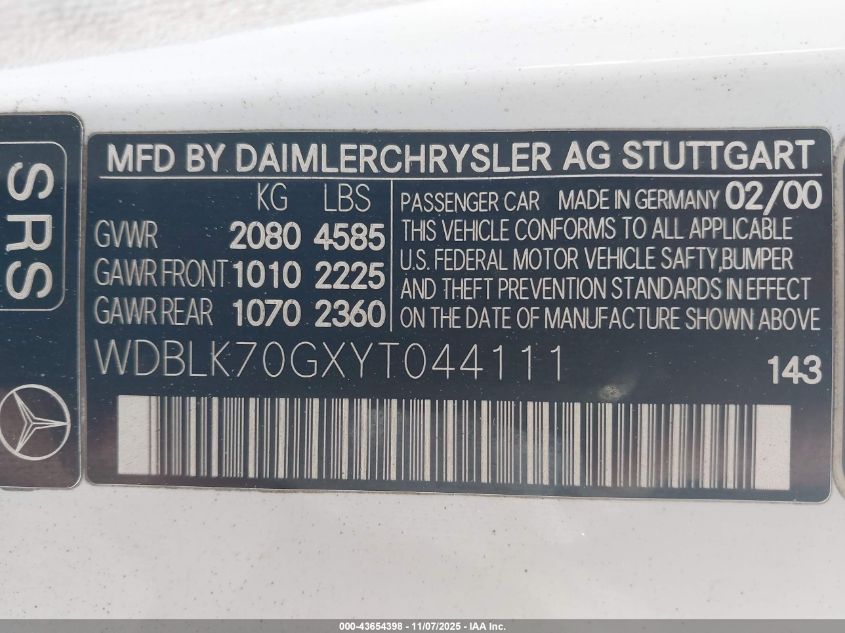 SRS
MFD BY DAIMLERCHRYSLER AG STUTTGART
KG LBS
GVWR 2080 4585
GAWR FRONT 1010 2225
GAWR REAR 1070 2360
PASSENGER CAR MADE IN GERMANY 02/00
THIS VEHICLE CONFORMS TO ALL APPLICABLE
U.S. FEDERAL MOTOR VEHICLE SAFTY,BUMPER
AND THEFT PREVENTION STANDARDS IN EFFECT
ON THE DATE OF MANUFACTURE SHOWN ABOVE
WDBLK70GXYT044111 143
000-43654398 - 11/07/2025 - IAA Inc.